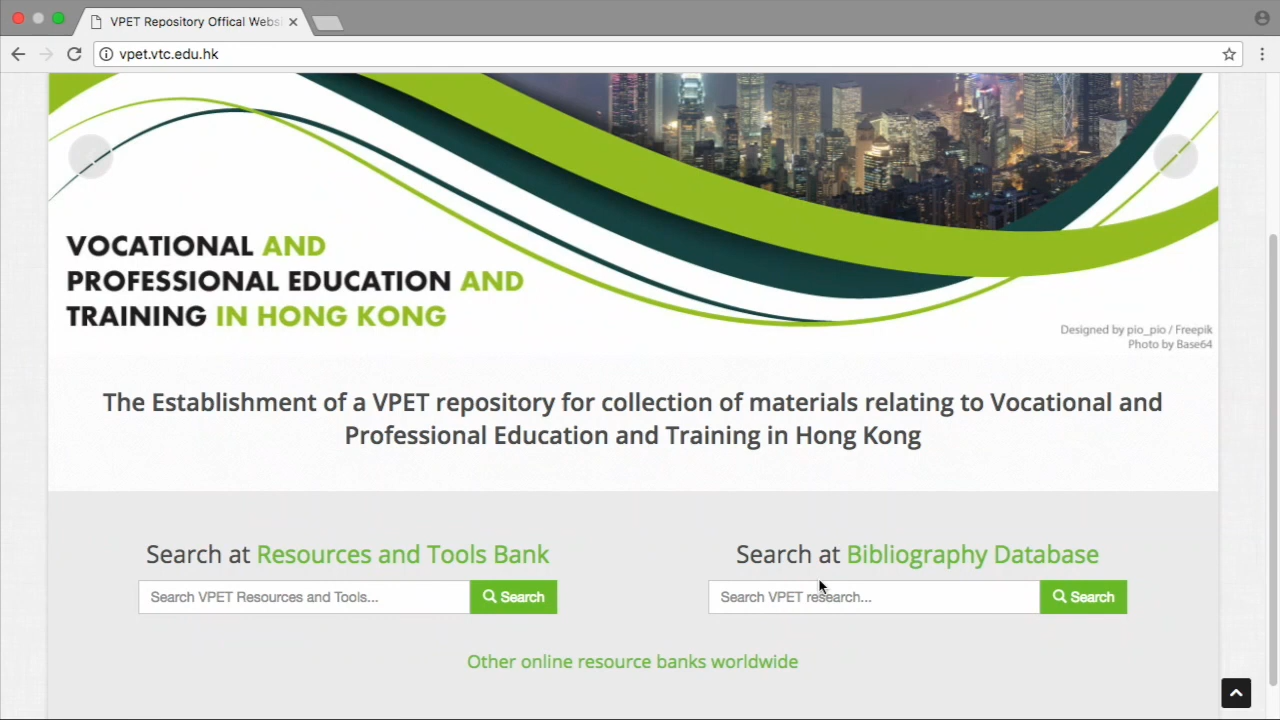 VPET Repository Offical Websi
vpet.vtc.edu.hk
VOCATIONAL AND
PROFESSIONAL EDUCATION AND
TRAINING IN HONG KONG
Designed by pio_pio / Freepik
Photo by Base64
The Establishment of a VPET repository for collection of materials relating to Vocational and
Professional Education and Training in Hong Kong
Search at Resources and Tools Bank
Search VPET Resources and Tools...
Search
Search at Bibliography Database
Search VPET research...
Search
Other online resource banks worldwide